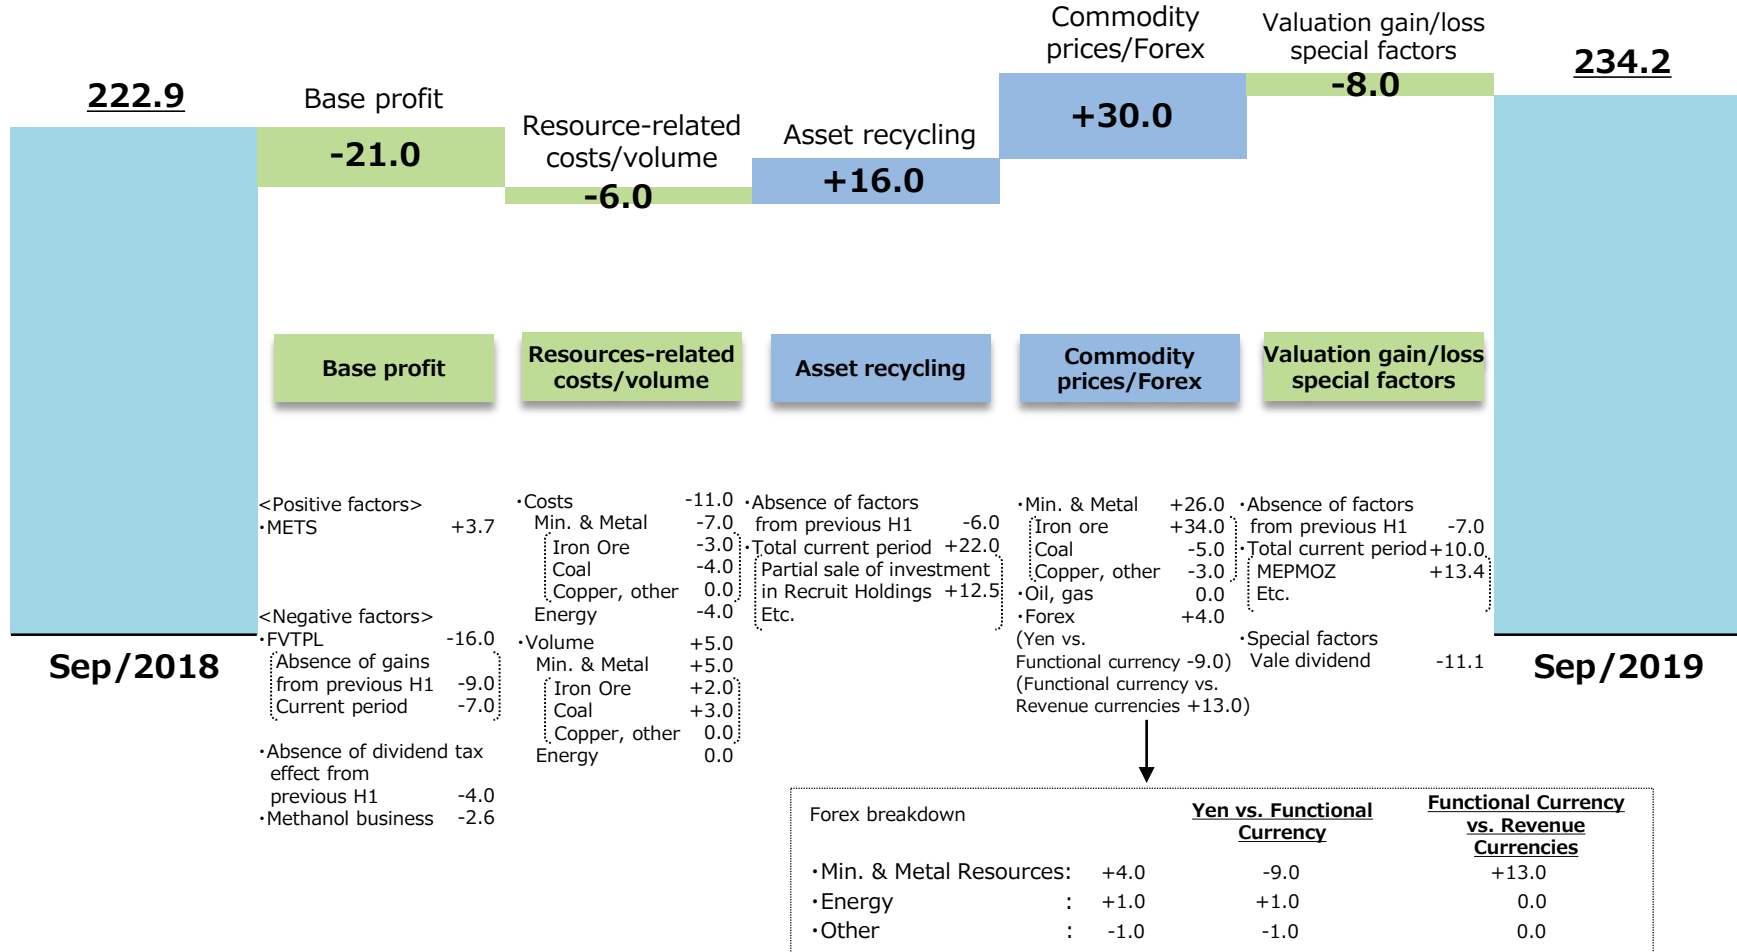 222.9
Base profit
-21.0
Resource-related
costs/volume
-6.0
Asset recycling
+16.0
Commodity
prices/Forex
+30.0
Valuation gain/loss
special factors
-8.0
234.2
Sep/2018
Sep/2019
Base profit
Resources-related
costs/volume
Asset recycling
Commodity
prices/Forex
Valuation gain/loss
special factors
<Positive factors>
・METS +3.7
<Negative factors>
・FVTPL -16.0
Absence of gains
from previous H1 -9.0
Current period -7.0
・Absence of dividend tax
effect from
previous H1 -4.0
・Methanol business -2.6
・Costs -11.0
Min. & Metal -7.0
Iron Ore -3.0
Coal -4.0
Copper, other 0.0
Energy -4.0
・Volume +5.0
Min. & Metal +5.0
Iron Ore +2.0
Coal +3.0
Copper, other 0.0
Energy 0.0
・Absence of factors
from previous H1 -6.0
・Total current period +22.0
Partial sale of investment
in Recruit Holdings +12.5
Etc.
・Min. & Metal +26.0
Iron ore +34.0
Coal -5.0
Copper, other -3.0
・Oil, gas 0.0
・Forex +4.0
(Yen vs.
Functional currency -9.0)
(Functional currency vs.
Revenue currencies +13.0)
・Absence of factors
from previous H1 -7.0
・Total current period +10.0
MEPMOZ +13.4
Etc.
・Special factors
Vale dividend -11.1
Forex breakdown
Yen vs. Functional
Currency
Functional Currency
vs. Revenue
Currencies
・Min. & Metal Resources: +4.0 -9.0 +13.0
・Energy : +1.0 +1.0 0.0
・Other : -1.0 -1.0 0.0